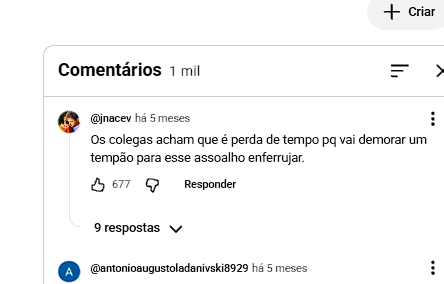 Criar
Comentários 1 mil
@jnacev há 5 meses
Os colegas acham que é perda de tempo pq vai demorar um
tempão para esse assoalho enferrujar.
677 Responder
9 respostas
A @antonioaugustoladanivski8929 há 5 meses